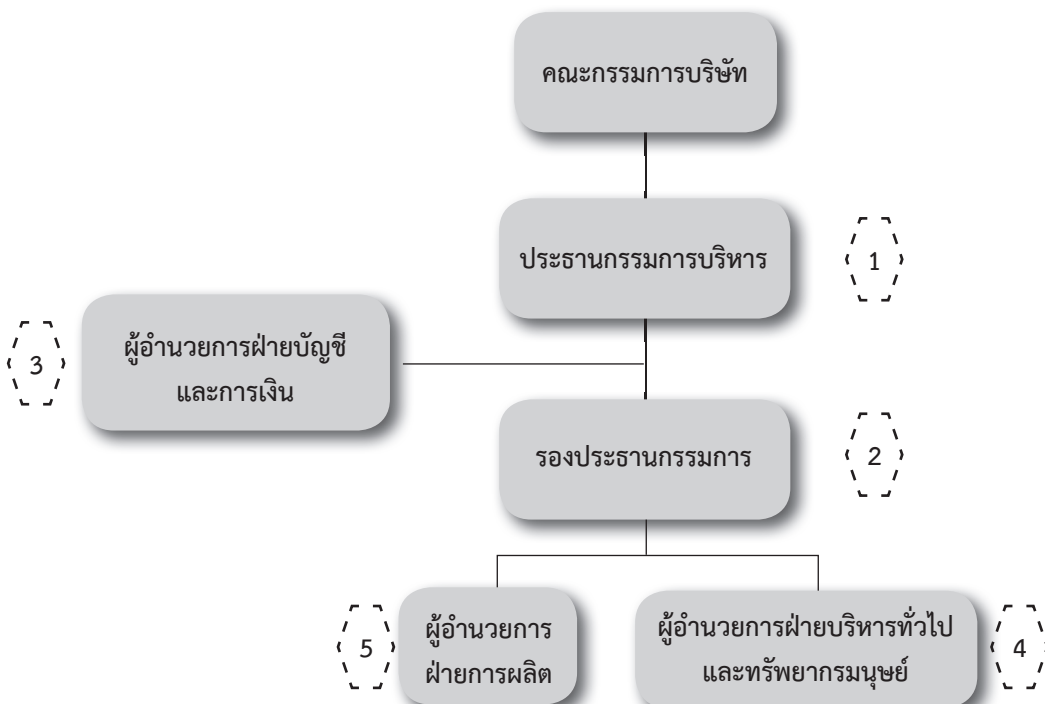 คณะกรรมการบริษัท
ประธานกรรมการบริหาร
1
ผู้อำนวยการฝ่ายบัญชี
และการเงิน
3
รองประธานกรรมการ
2
5
ผู้อำนวยการ
ฝ่ายการผลิต
ผู้อำนวยการฝ่ายบริหารทั่วไป
และทรัพยากรมนุษย์
4